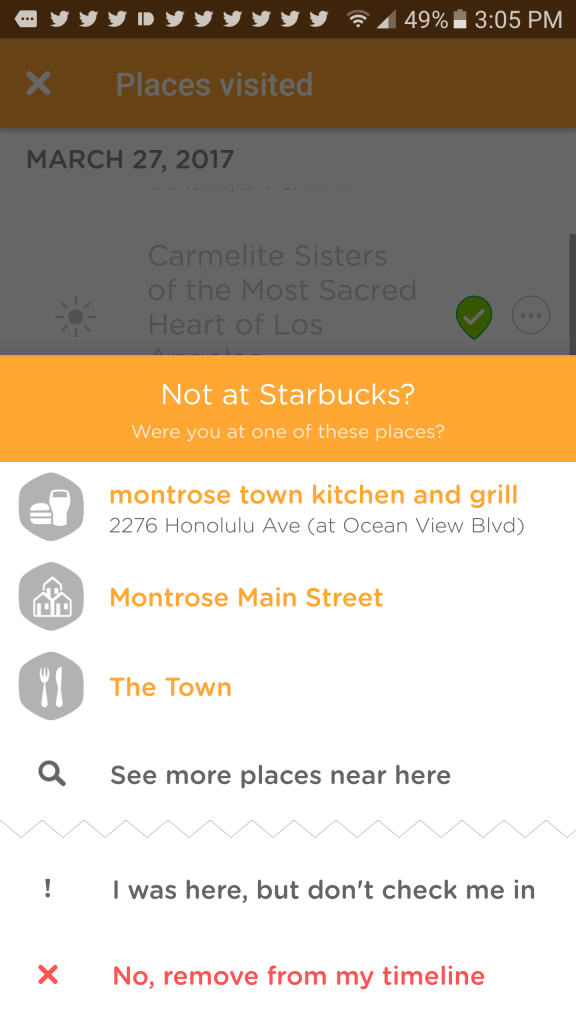 49% 3:05 PM
Places visited
MARCH 27, 2017
Carmelite Sisters
of the Most Sacred
Heart of Los
Angeles
Not at Starbucks?
Were you at one of these places?
montrose town kitchen and grill
2276 Honolulu Ave (at Ocean View Blvd)
Montrose Main Street
The Town
See more places near here
! I was here, but don't check me in
No, remove from my timeline